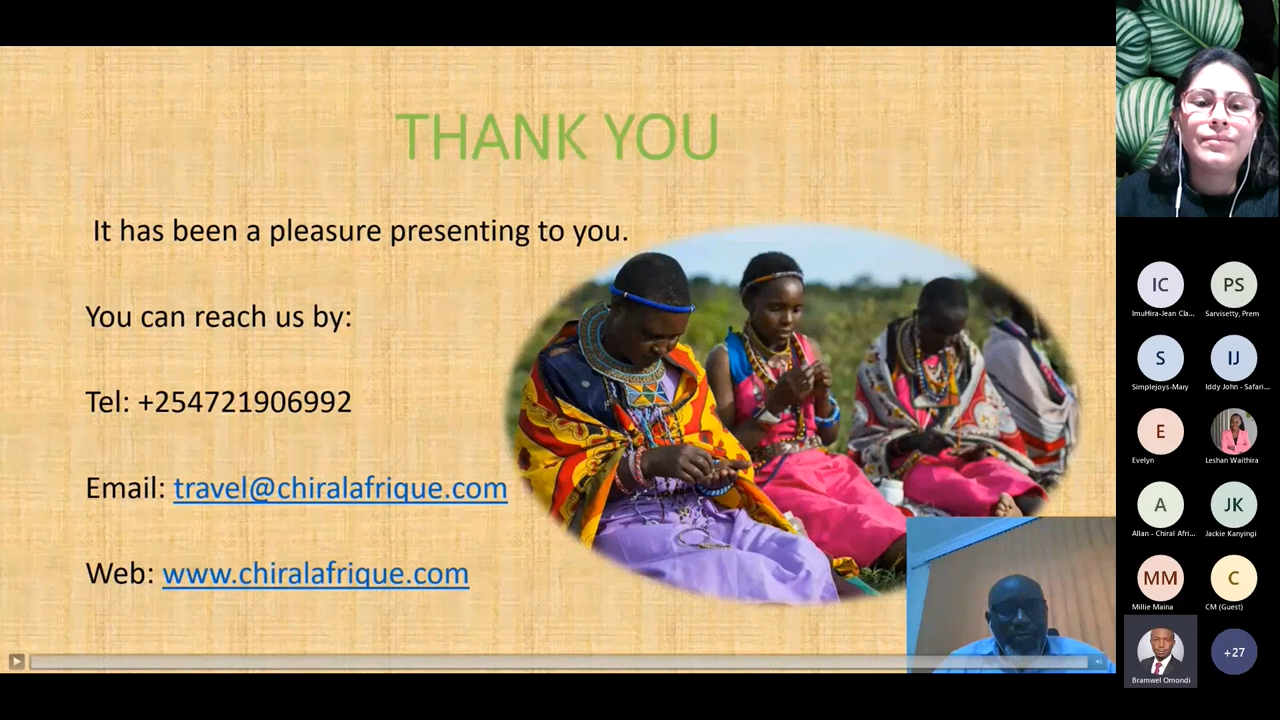 THANK YOU
It has been a pleasure presenting to you.
You can reach us by:
Tel: +254721906992
Email: travel@chiralafrique.com
Web: www.chiralafrique.com
IC
ImuHira-Jean Cla...
PS
Sarvisetty, Prem
S
Simplejoys-Mary
IJ
Iddy John - Safari...
E
Evelyn
Leshan Waithira
A
Allan - Chiral Afri...
JK
Jackie Kanyingi
MM
Millie Maina
C
CM (Guest)
Bramwel Omondi
+27